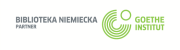 BIBLIOTEKA NIEMIECKA
PARTNER
GOETHE
INSTITUT